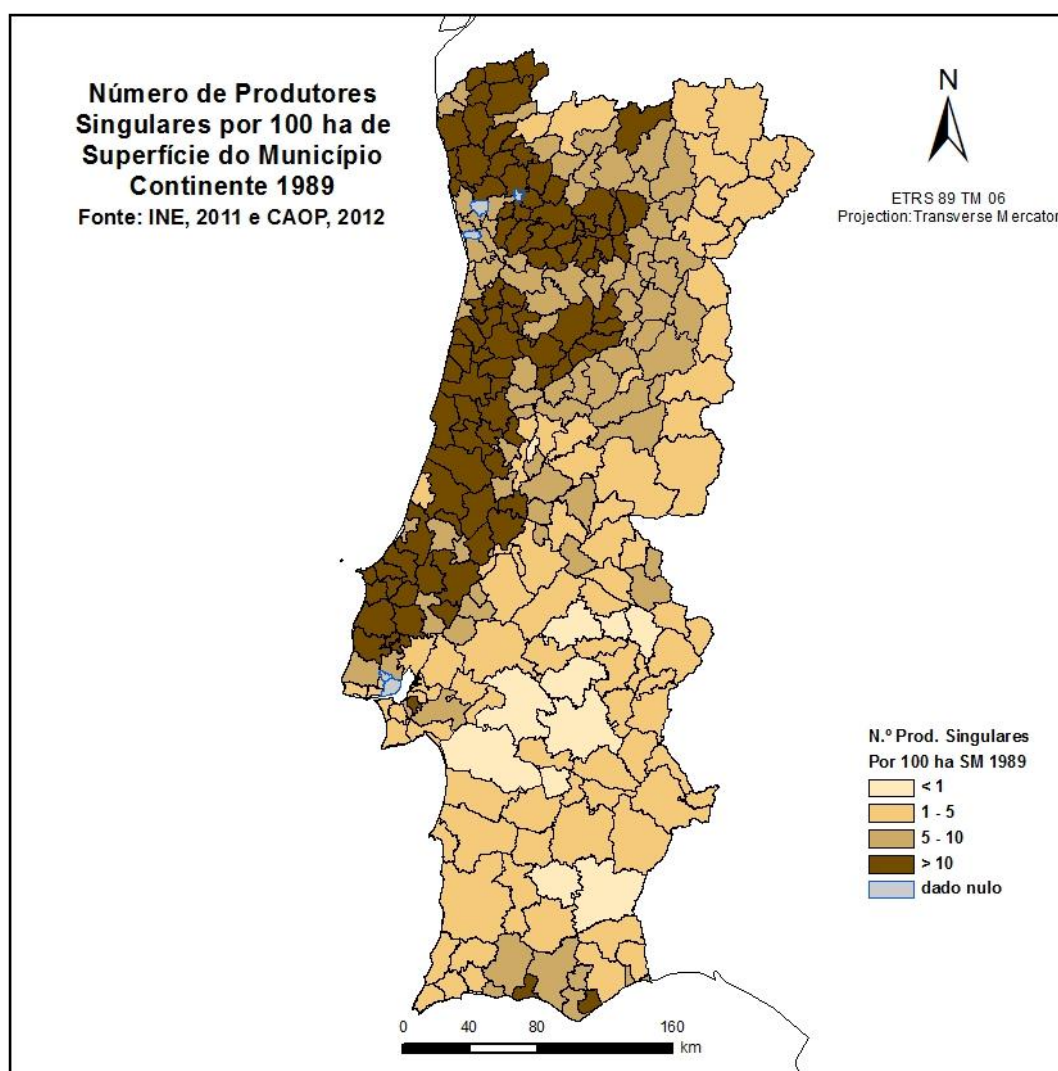 Número de Produtores
Singulares por 100 ha de
Superfície do Município
Continente 1989
Fonte: INE, 2011 e CAOP, 2012
N
ETRS 89 TM 06
Projection:Transverse Mercator
N.º Prod. Singulares
Por 100 ha SM 1989
< 1
1 - 5
5 - 10
> 10
dado nulo
0 40 80 160
km